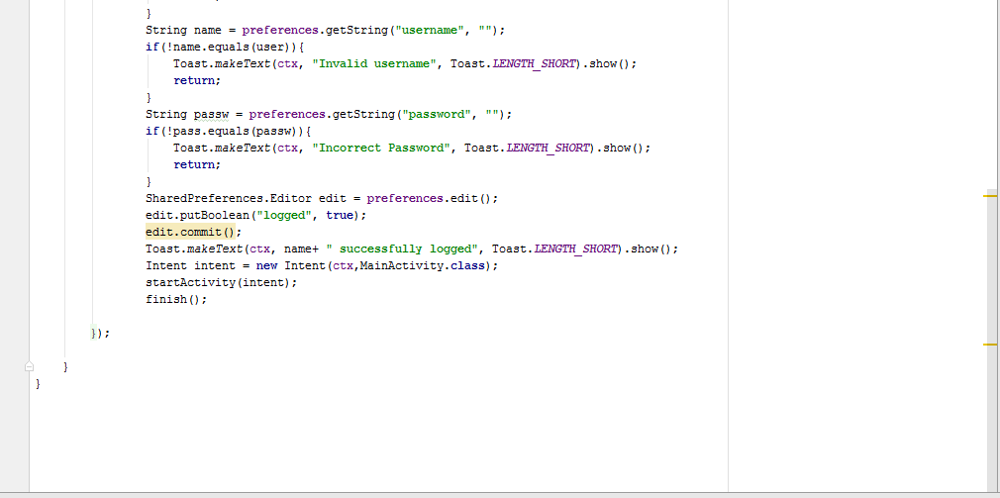 }
String name = preferences.getString("username", "");
if(!name.equals(user)){
Toast.makeText(ctx, "Invalid username", Toast.LENGTH_SHORT).show();
return;
}
String passw = preferences.getString("password", "");
if(!pass.equals(passw)){
Toast.makeText(ctx, "Incorrect Password", Toast.LENGTH_SHORT).show();
return;
}
SharedPreferences.Editor edit = preferences.edit();
edit.putBoolean("logged", true);
edit.commit();
Toast.makeText(ctx, name+ " successfully logged", Toast.LENGTH_SHORT).show();
Intent intent = new Intent(ctx,MainActivity.class);
startActivity(intent);
finish();
});
}
}